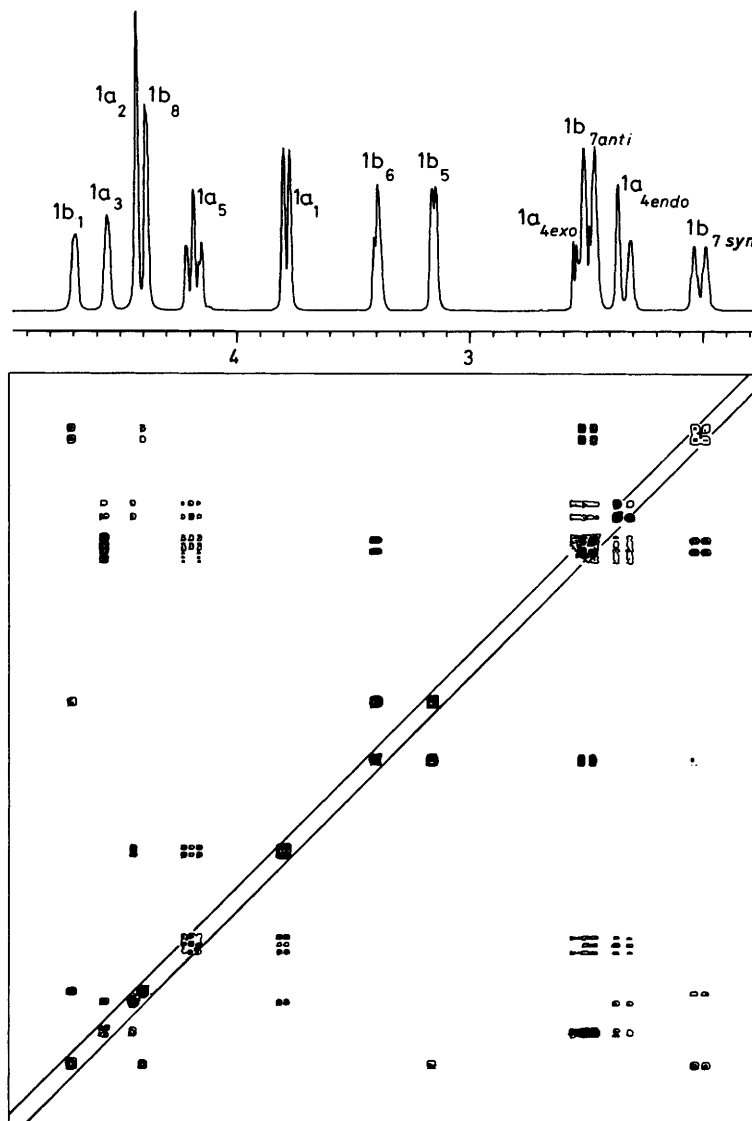 1a₂ 1b₈
1b₁
1a₃
1a₅
1a₁
1b₆
1b₅
1b₇anti
1a₄exo
1a₄endo
1b₇ syn
4 3